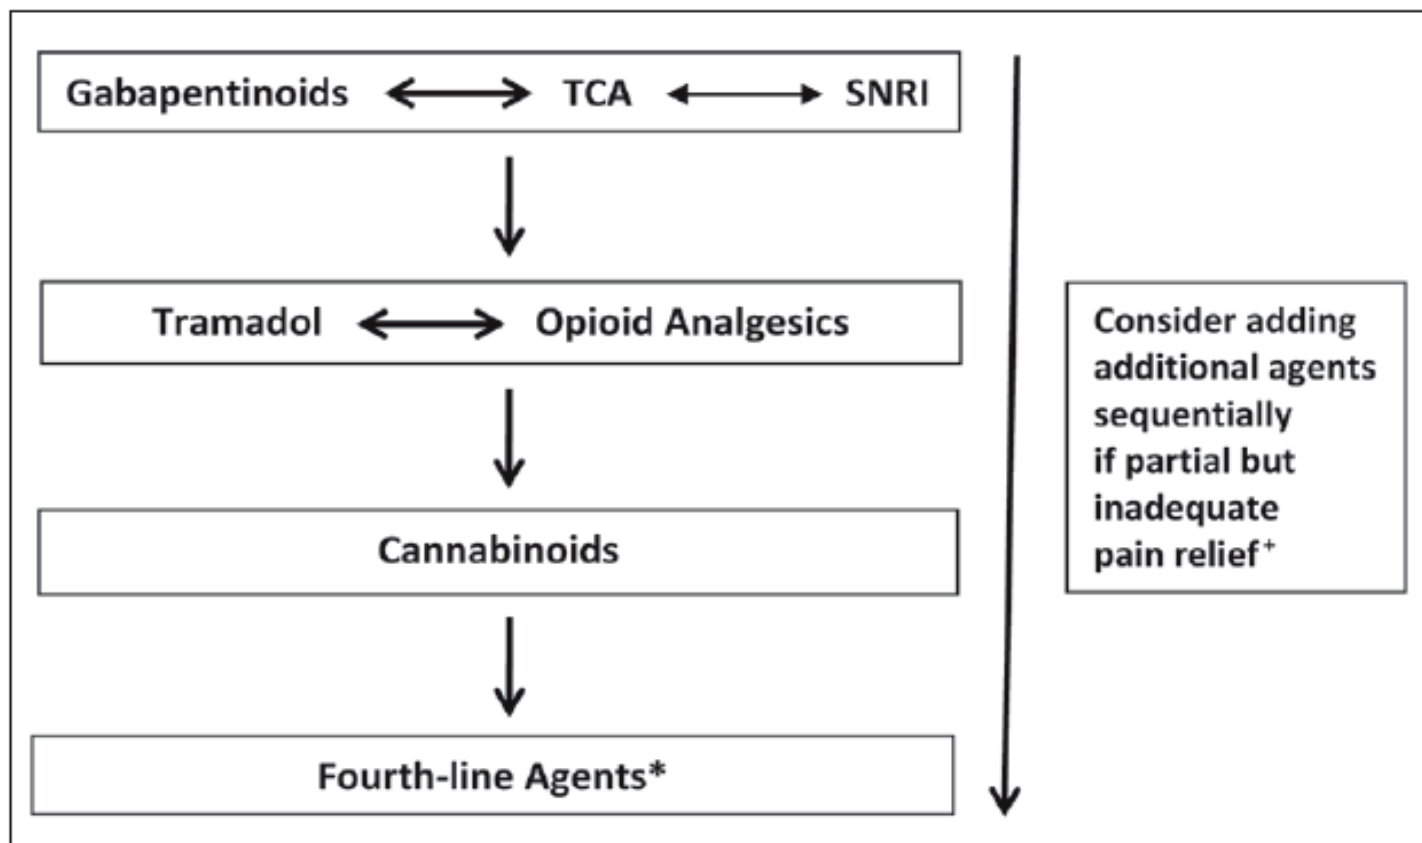 Gabapentinoids TCA SNRI
Tramadol Opioid Analgesics
Consider adding
additional agents
sequentially
if partial but
inadequate
pain relief+
Cannabinoids
Fourth-line Agents*